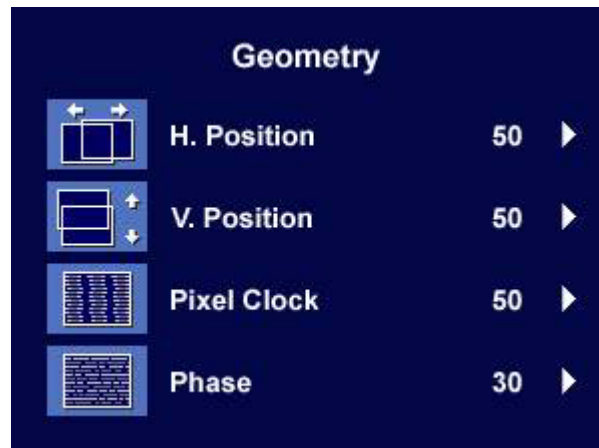 Geometry
H. Position 50
V. Position 50
Pixel Clock 50
Phase 30